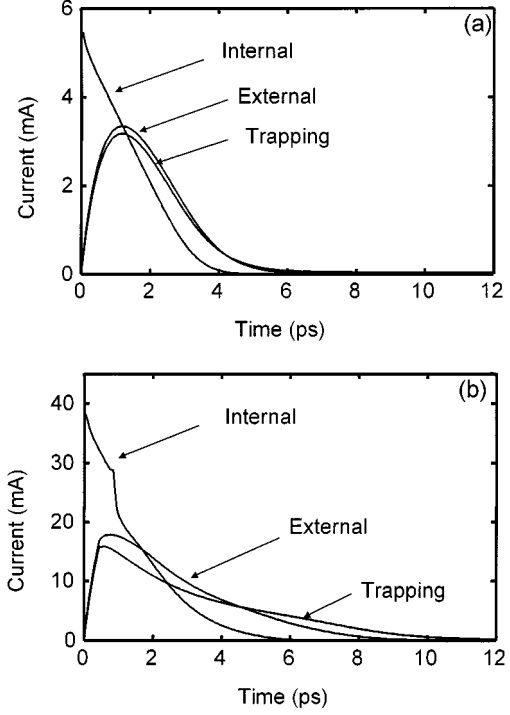 (a)
6
Internal
External
4
Trapping
Current (mA)
2
0
0 2 4 6 8 10 12
Time (ps)
(b)
40
Internal
30
External
Current (mA)
20
Trapping
10
0
0 2 4 6 8 10 12
Time (ps)